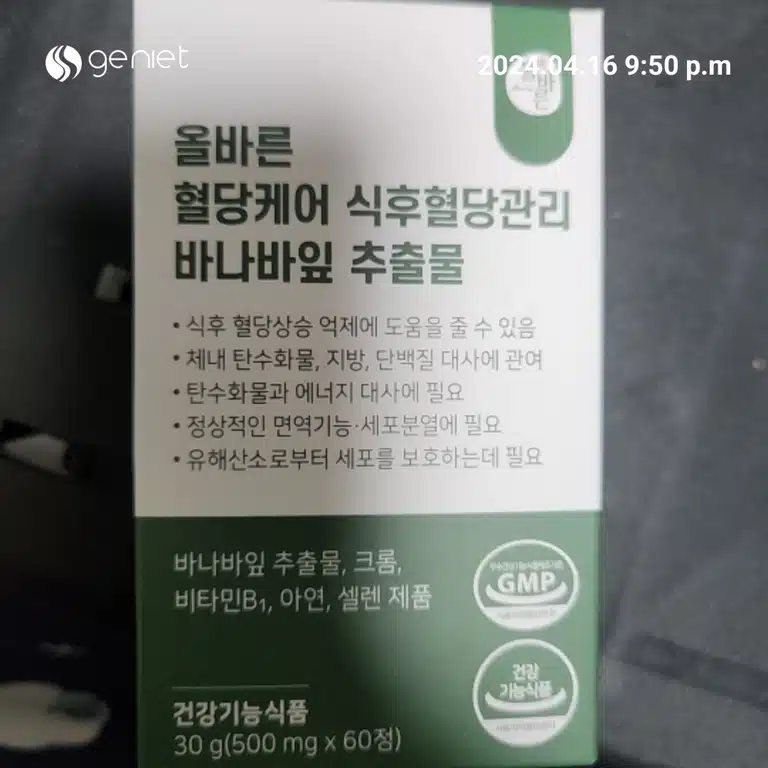 geniet
2024.04.16 9:50 p.m
올바른
올바른
혈당케어 식후혈당관리
바나바잎 추출물
• 식후 혈당상승 억제에 도움을 줄 수 있음
• 체내 탄수화물, 지방, 단백질 대사에 관여
• 탄수화물과 에너지 대사에 필요
• 정상적인 면역기능·세포분열에 필요
• 유해산소로부터 세포를 보호하는데 필요
바나바잎 추출물, 크롬,
비타민B₁, 아연, 셀렌 제품
GMP
건강
기능식품
건강기능식품
30 g(500 mg x 60정)